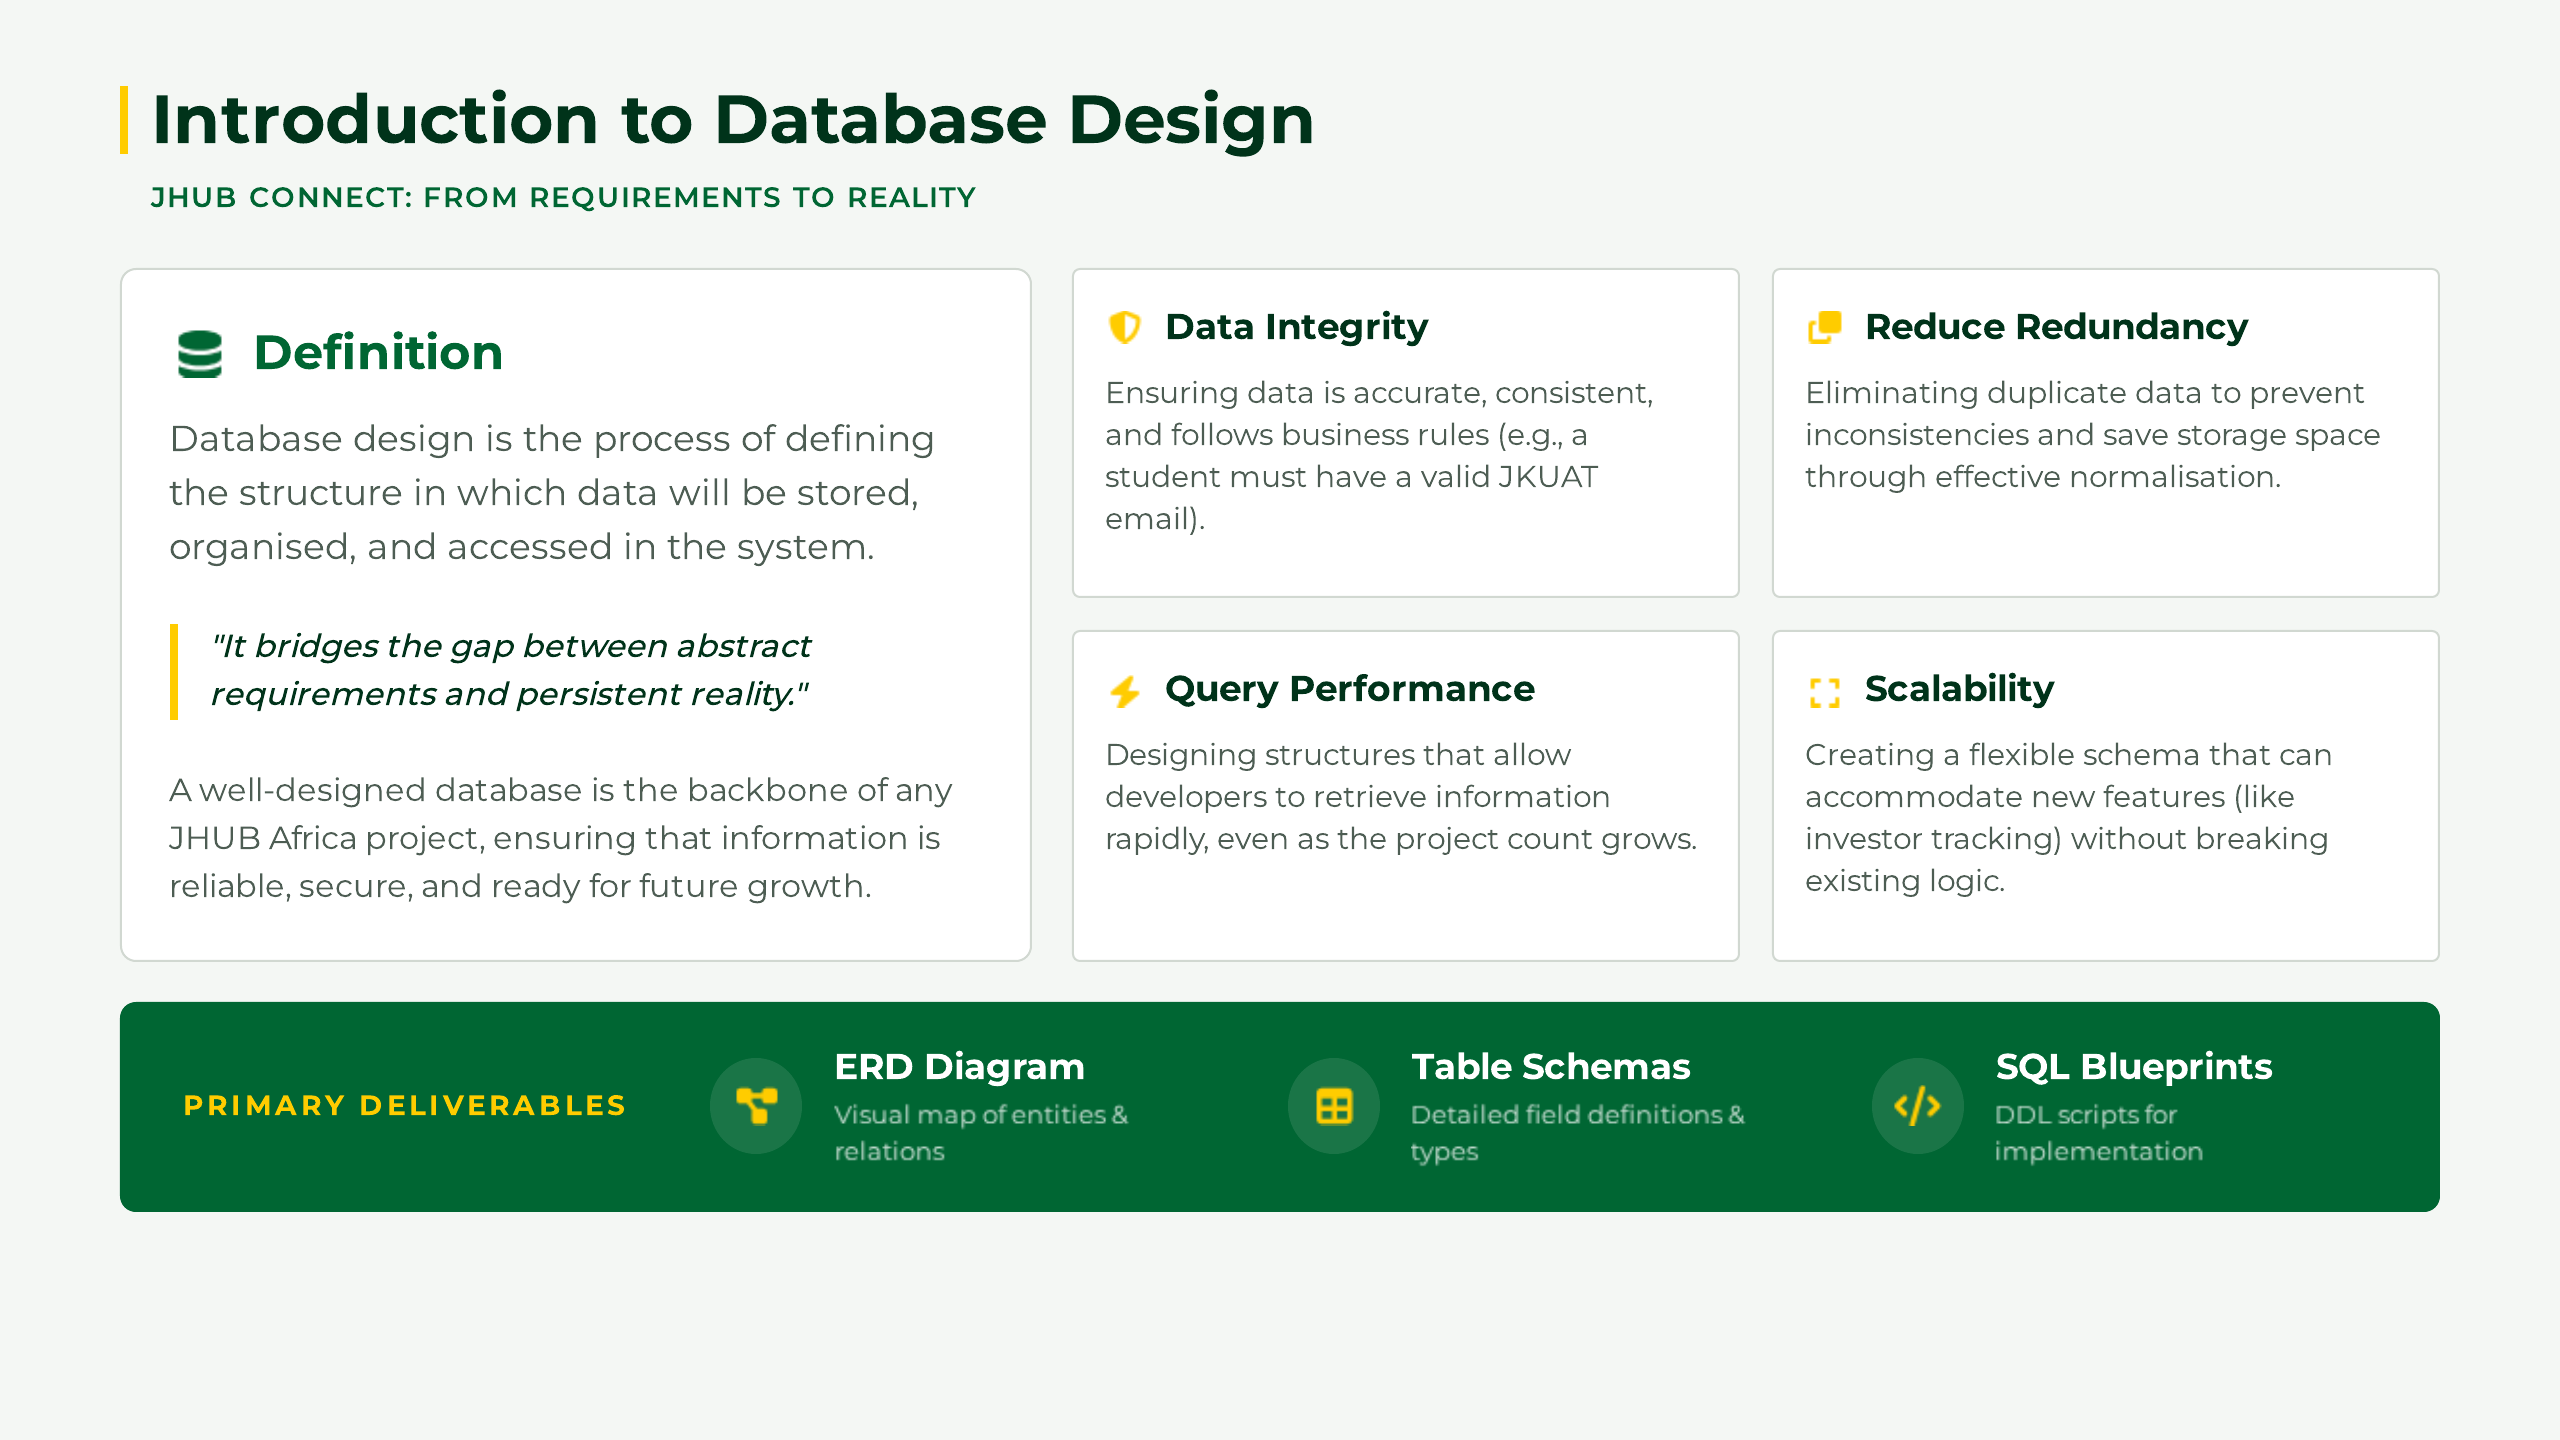 Introduction to Database Design
JHUB CONNECT: FROM REQUIREMENTS TO REALITY
Definition
Database design is the process of defining
the structure in which data will be stored,
organised, and accessed in the system.
"It bridges the gap between abstract
requirements and persistent reality."
A well-designed database is the backbone of any
JHUB Africa project, ensuring that information is
reliable, secure, and ready for future growth.
Data Integrity
Ensuring data is accurate, consistent,
and follows business rules (e.g., a
student must have a valid JKUAT
email).
Reduce Redundancy
Eliminating duplicate data to prevent
inconsistencies and save storage space
through effective normalisation.
Query Performance
Designing structures that allow
developers to retrieve information
rapidly, even as the project count grows.
Scalability
Creating a flexible schema that can
accommodate new features (like
investor tracking) without breaking
existing logic.
PRIMARY DELIVERABLES
ERD Diagram
Visual map of entities &
relations
Table Schemas
Detailed field definitions &
types
SQL Blueprints
DDL scripts for
implementation